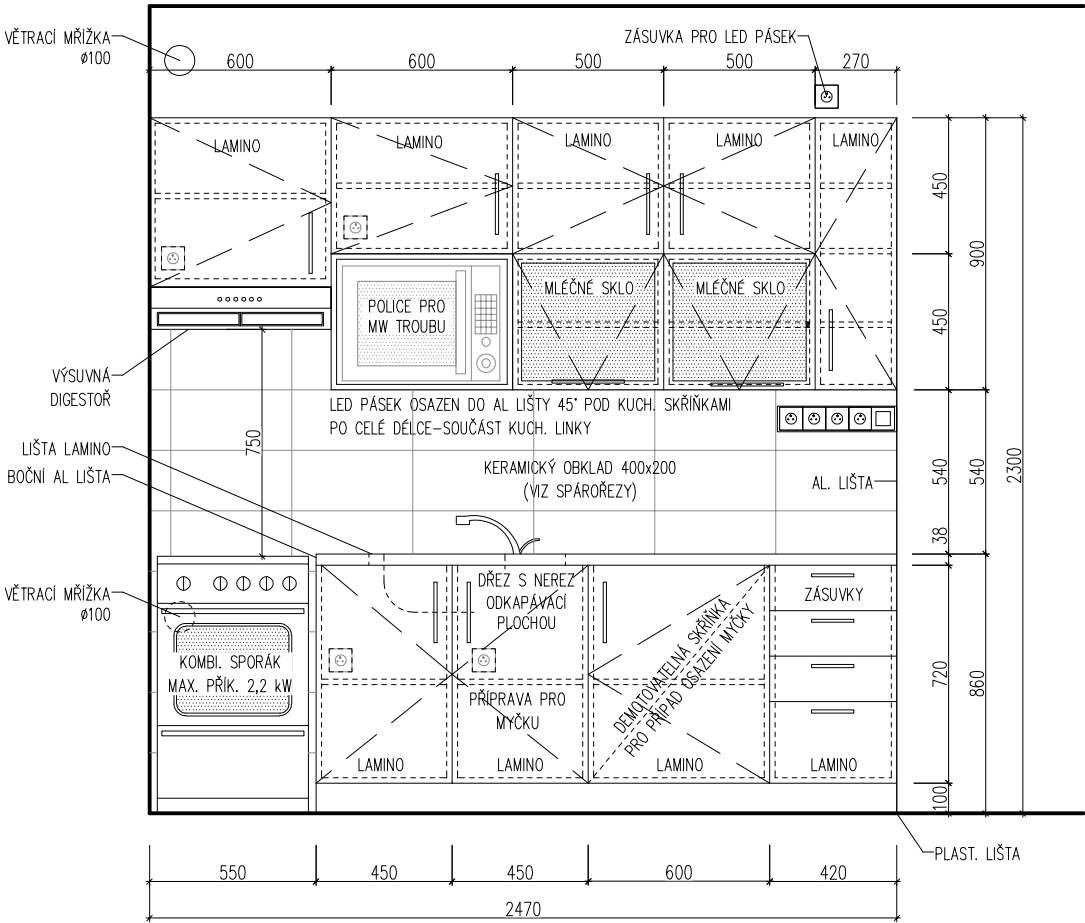 VĚTRACÍ MŘÍŽKA
ø100
ZÁSUVKA PRO LED PÁSEK
600
600
500
500
270
LAMINO
LAMINO
LAMINO
LAMINO
LAMINO
450
900
2300
450
POLICE PRO
MW TROUBU
MLÉČNÉ SKLO
MLÉČNÉ SKLO
VÝSUVNÁ
DIGESTOŘ
LED PÁSEK OSAZEN DO AL LIŠTY 45° POD KUCH. SKŘIŇKAMI
PO CELÉ DÉLCE-SOUČÁST KUCH. LINKY
750
LIŠTA LAMINO
BOČNÍ AL LIŠTA
KERAMICKÝ OBKLAD 400x200
(VIZ SPÁROŘEZY)
AL. LIŠTA
540
540
38
VĚTRACÍ MŘÍŽKA
ø100
DŘEZ S NEREZ
ODKAPÁVACÍ
PLOCHOU
ZÁSUVKY
KOMBI. SPORÁK
MAX. PŘÍK. 2,2 kW
PŘÍPRAVA PRO
MYČKU
DEMOTOVATELNÁ SKŘÍŇKA
PRO PŘÍPAD OSAZENÍ MYČKY
720
860
LAMINO
LAMINO
LAMINO
LAMINO
100
PLAST. LIŠTA
550
450
450
600
420
2470